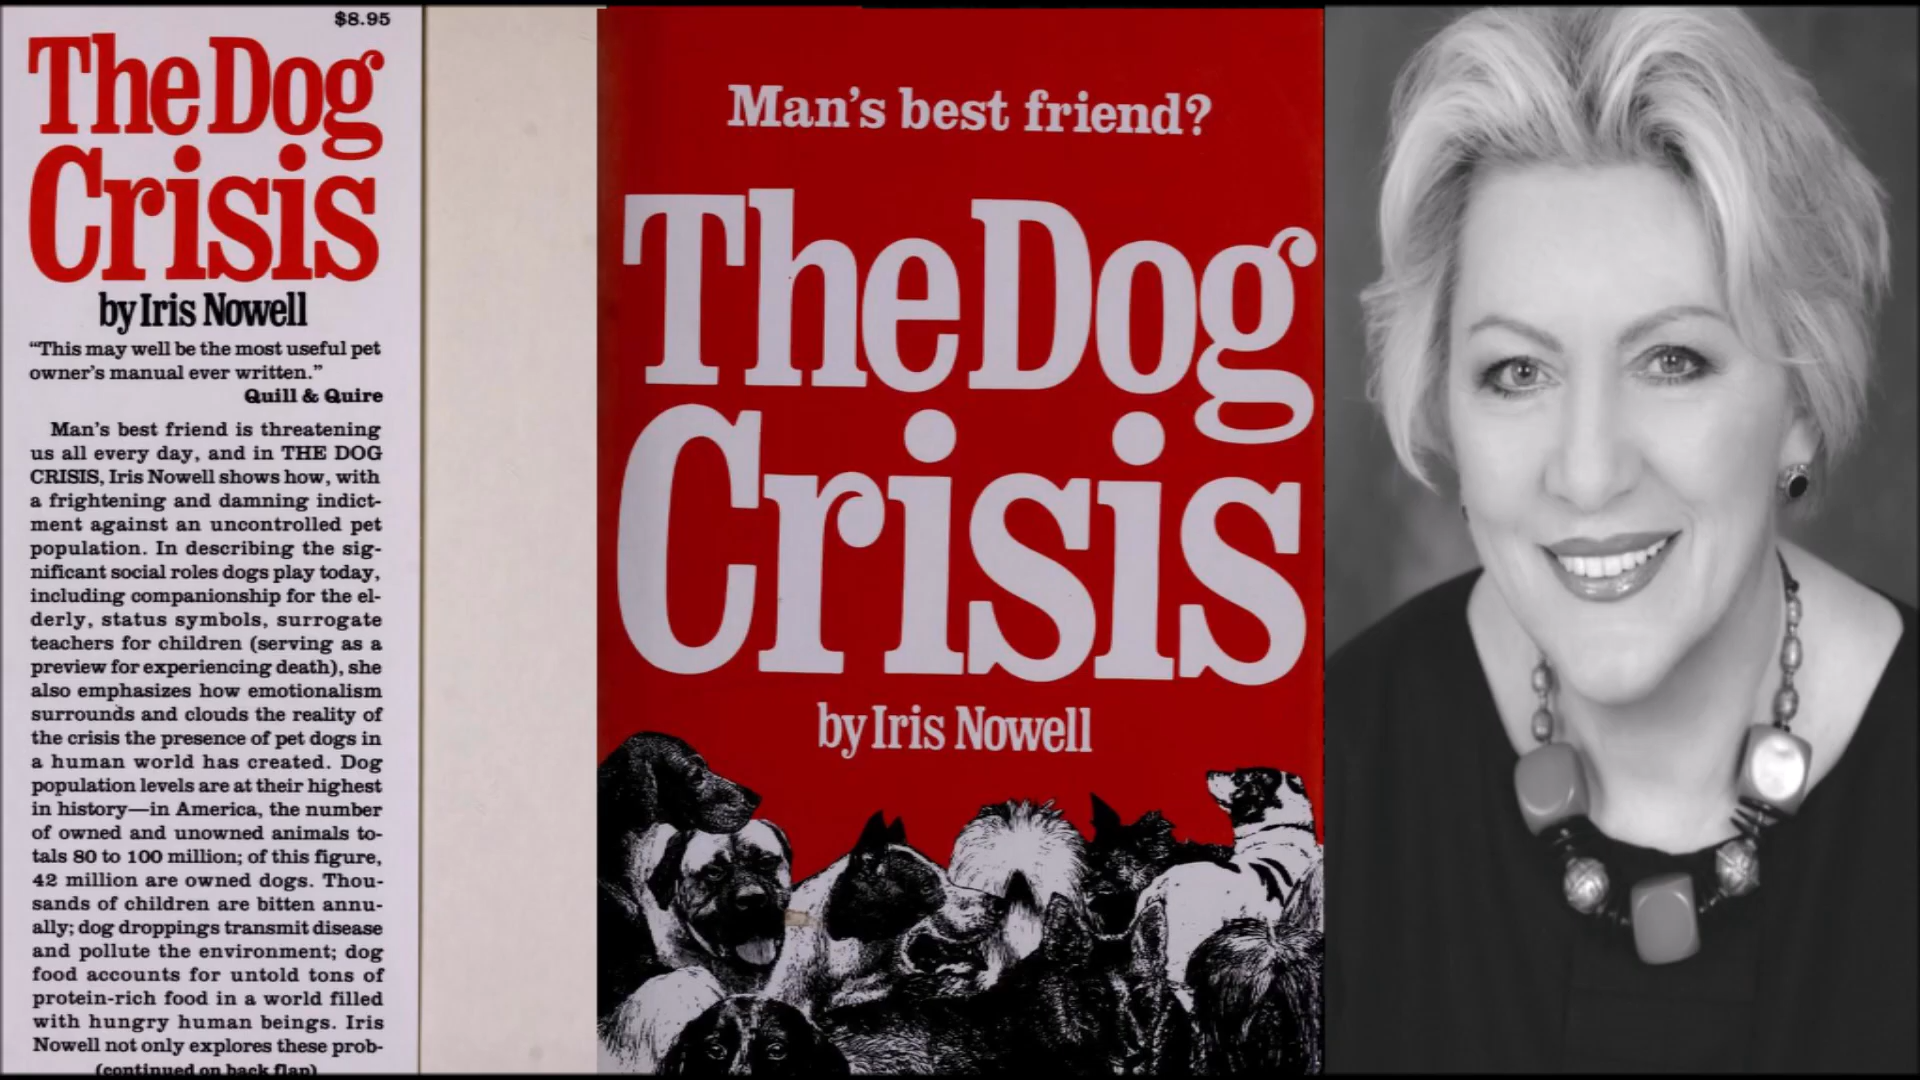 $8.95
The Dog
Crisis
by Iris Nowell
“This may well be the most useful pet
owner’s manual ever written.”
Quill & Quire
Man’s best friend is threatening
us all every day, and in THE DOG
CRISIS, Iris Nowell shows how, with
a frightening and damning indict-
ment against an uncontrolled pet
population. In describing the sig-
nificant social roles dogs play today,
including companionship for the el-
derly, status symbols, surrogate
teachers for children (serving as a
preview for experiencing death), she
also emphasizes how emotionalism
surrounds and clouds the reality of
the crisis the presence of pet dogs in
a human world has created. Dog
population levels are at their highest
in history—in America, the number
of owned and unowned animals to-
tals 80 to 100 million; of this figure,
42 million are owned dogs. Thou-
sands of children are bitten annu-
ally; dog droppings transmit disease
and pollute the environment; dog
food accounts for untold tons of
protein-rich food in a world filled
with hungry human beings. Iris
Nowell not only explores these prob-
(continued on back flap)
Man’s best friend?
The Dog
Crisis
by Iris Nowell